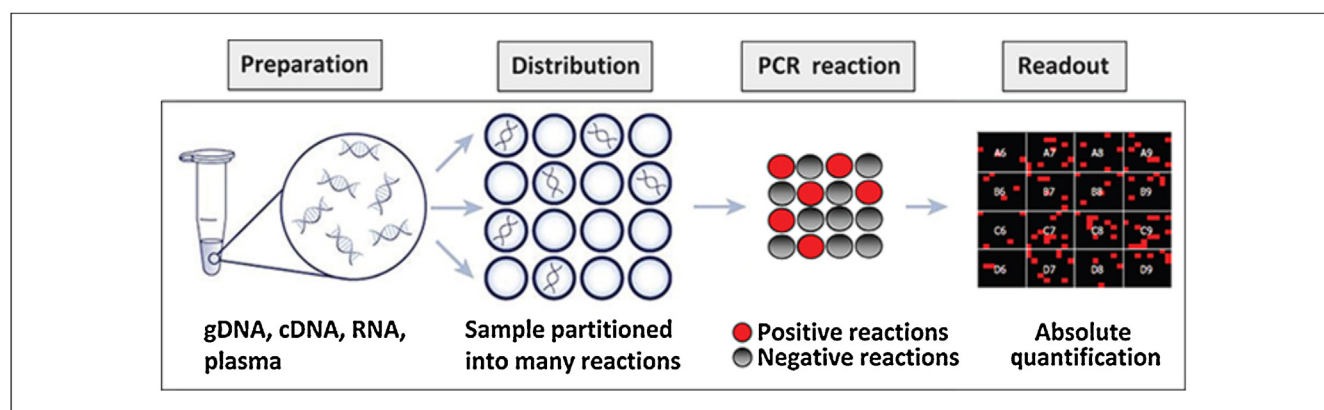 Preparation
Distribution
PCR reaction
Readout
A6 A7 A8 A9
B6 B7 B8 B9
C6 C7 C8 C9
D6 D7 D8 D9
gDNA, cDNA, RNA,
plasma
Sample partitioned
into many reactions
Positive reactions
Negative reactions
Absolute
quantification